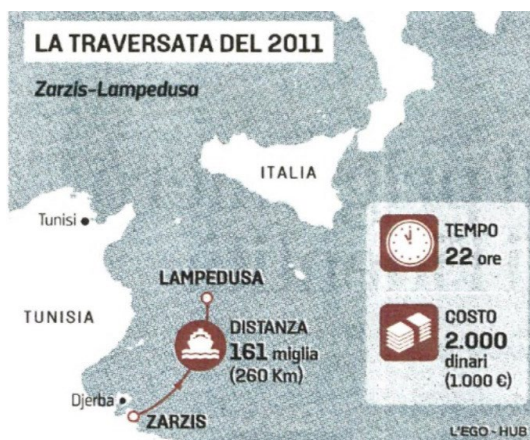 LA TRAVERSATA DEL 2011
Zarzis-Lampedusa
ITALIA
Tunisi
TUNISIA
LAMPEDUSA
DISTANZA
161 miglia
(260 Km)
Djerba
ZARZIS
TEMPO
22 ore
COSTO
2.000
dinari
(1.000 €)
L'EGO-HUB